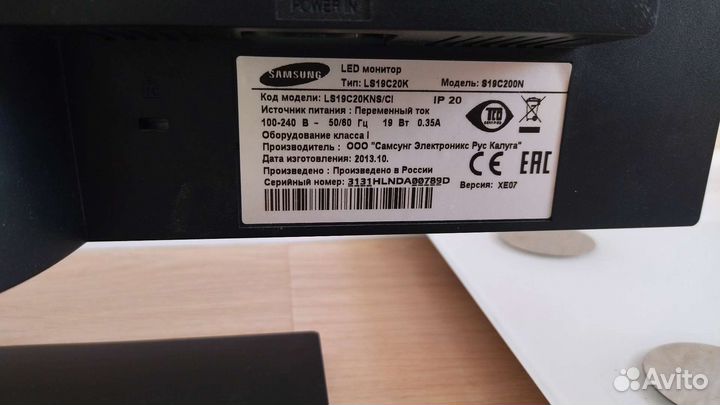 POWER IN
SAMSUNG
LED монитор
Тип: LS19C20K
Модель: S19C200N
Код модели: LS19C20KNS/CI
IP 20
Источник питания : Переменный ток
100-240 В ~ 50/60 Гц 19 Вт 0.35A
Оборудование класса I
Производитель : ООО "Самсунг Электроникс Рус Калуга"
Дата изготовления : 2013.10.
Произведено : Произведено в России
Серийный номер: 3131HLNDA00789D
TCO
CE
EAC
Версия: XE07
Avito